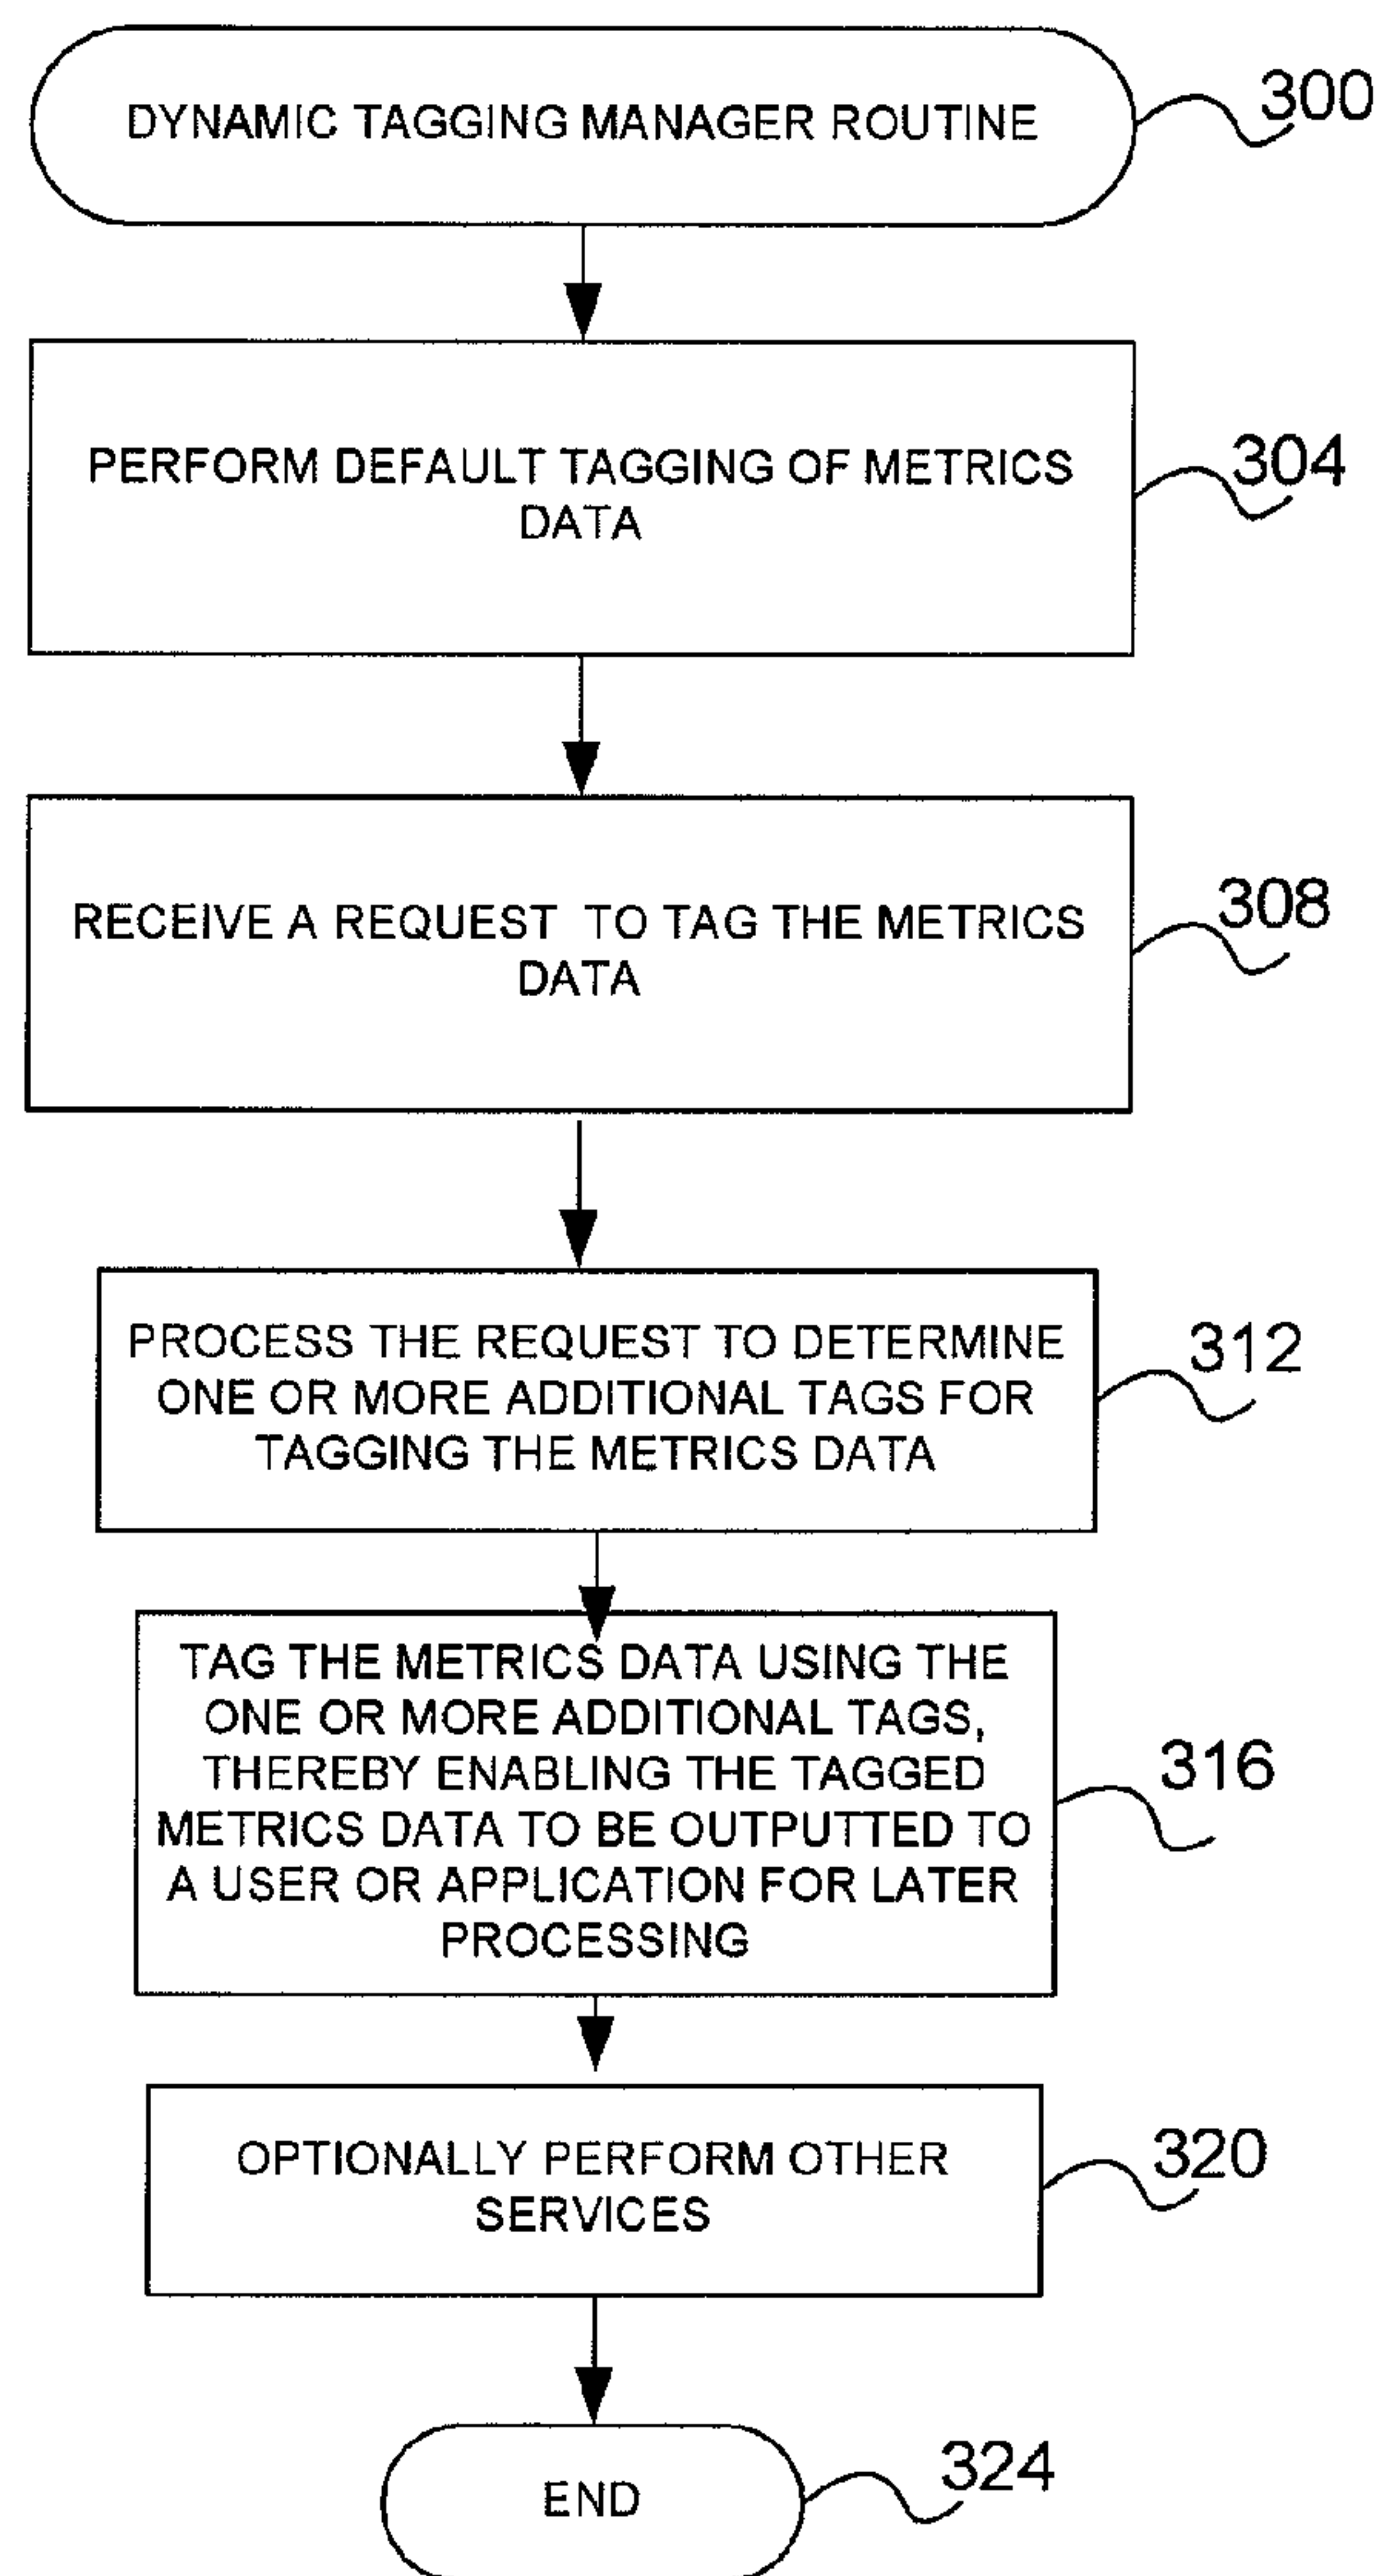 DYNAMIC TAGGING MANAGER ROUTINE
300
PERFORM DEFAULT TAGGING OF METRICS
DATA
304
RECEIVE A REQUEST TO TAG THE METRICS
DATA
308
PROCESS THE REQUEST TO DETERMINE
ONE OR MORE ADDITIONAL TAGS FOR
TAGGING THE METRICS DATA
312
TAG THE METRICS DATA USING THE
ONE OR MORE ADDITIONAL TAGS,
THEREBY ENABLING THE TAGGED
METRICS DATA TO BE OUTPUTTED TO
A USER OR APPLICATION FOR LATER
PROCESSING
316
OPTIONALLY PERFORM OTHER
SERVICES
320
END
324